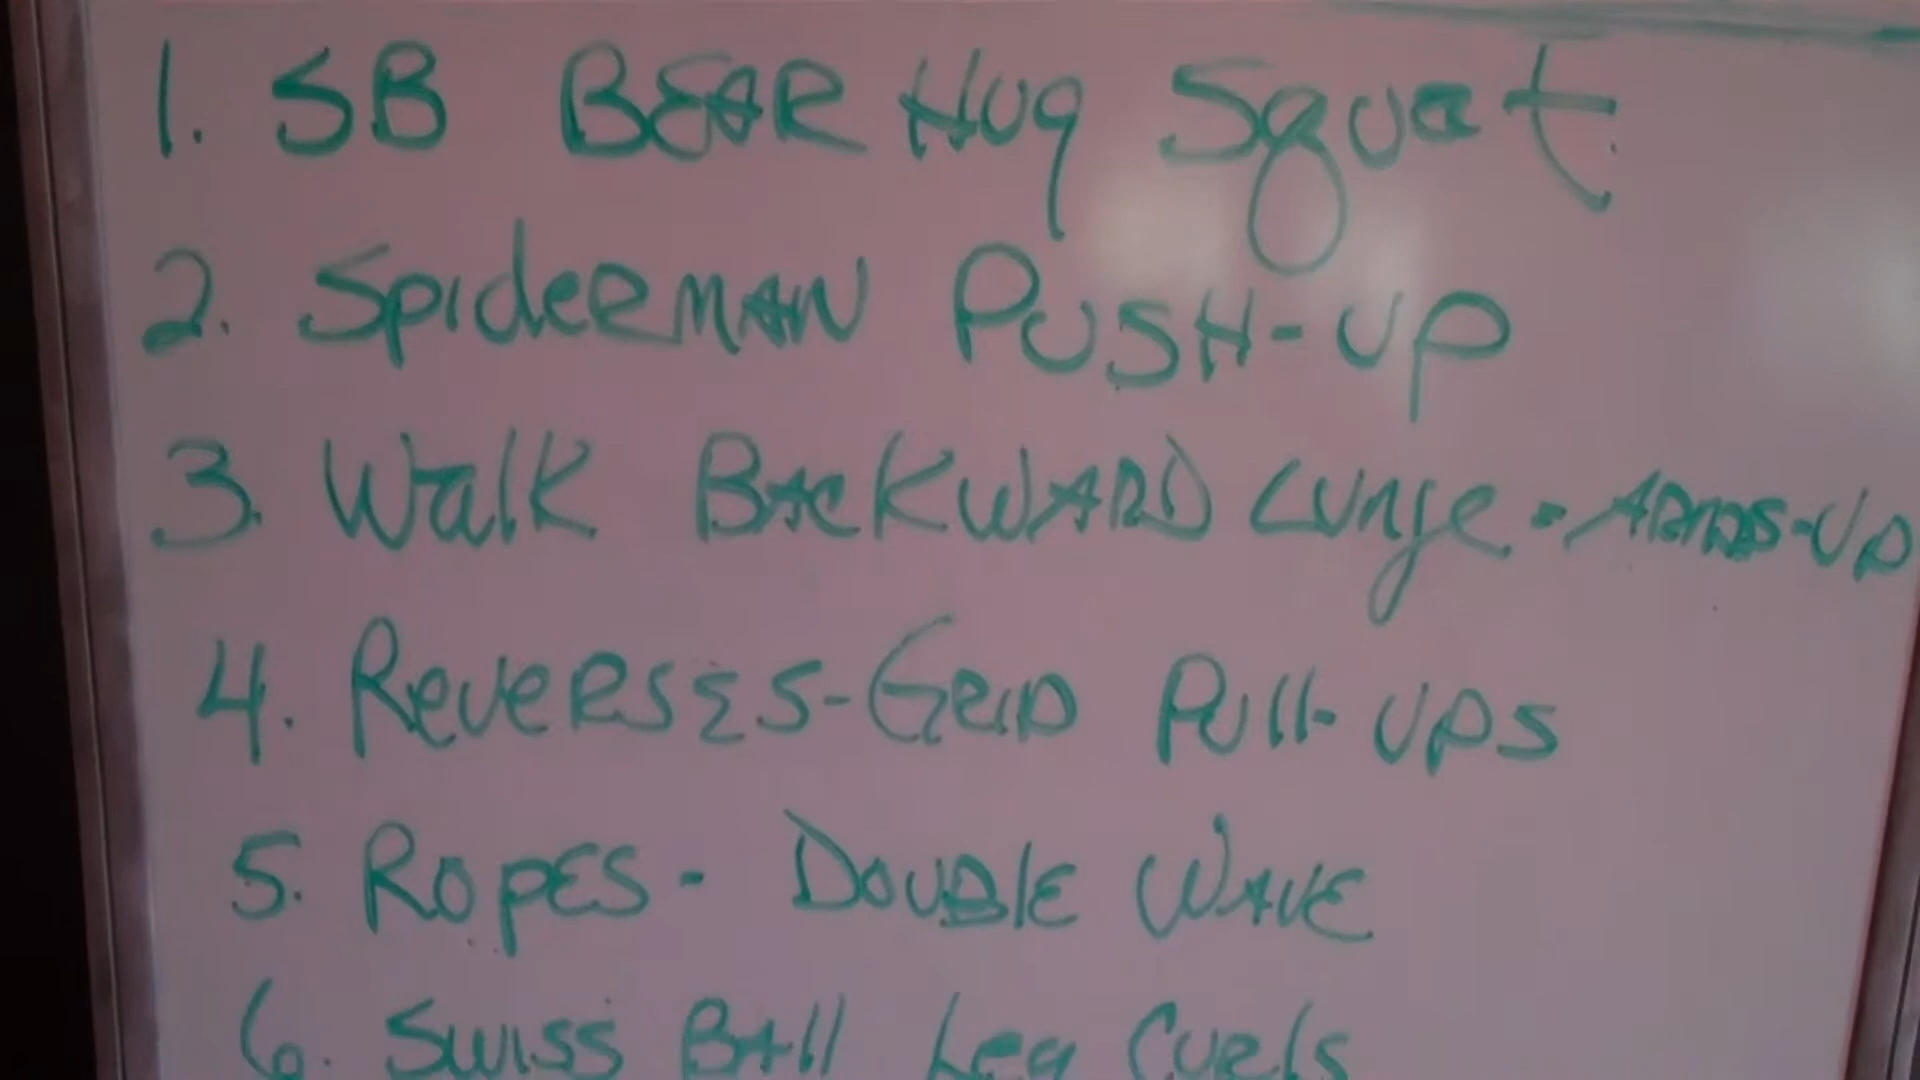 1. SB BEAR Hug Squat
2. SpideRMAN PUSH-UP
3. Walk BAcKWARD Lunge - ARMS-UP
4. ReveRSES-GRIP Pull-UPS
5. RopES- DOUBlE WAVE
6. SWISS BAll Leg CuRls